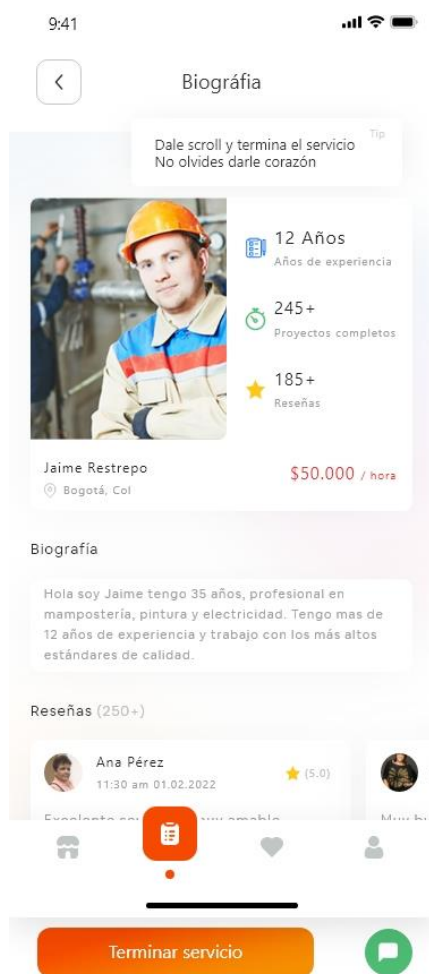 9:41
Biográfia
Tip
Dale scroll y termina el servicio
No olvides darle corazón
12 Años
Años de experiencia
245+
Proyectos completos
185+
Reseñas
Jaime Restrepo
$50.000 / hora
Bogotá, Col
Biografía
Hola soy Jaime tengo 35 años, profesional en
mampostería, pintura y electricidad. Tengo mas de
12 años de experiencia y trabajo con los más altos
estándares de calidad.
Reseñas (250+)
Ana Pérez
11:30 am 01.02.2022
(5.0)
Terminar servicio